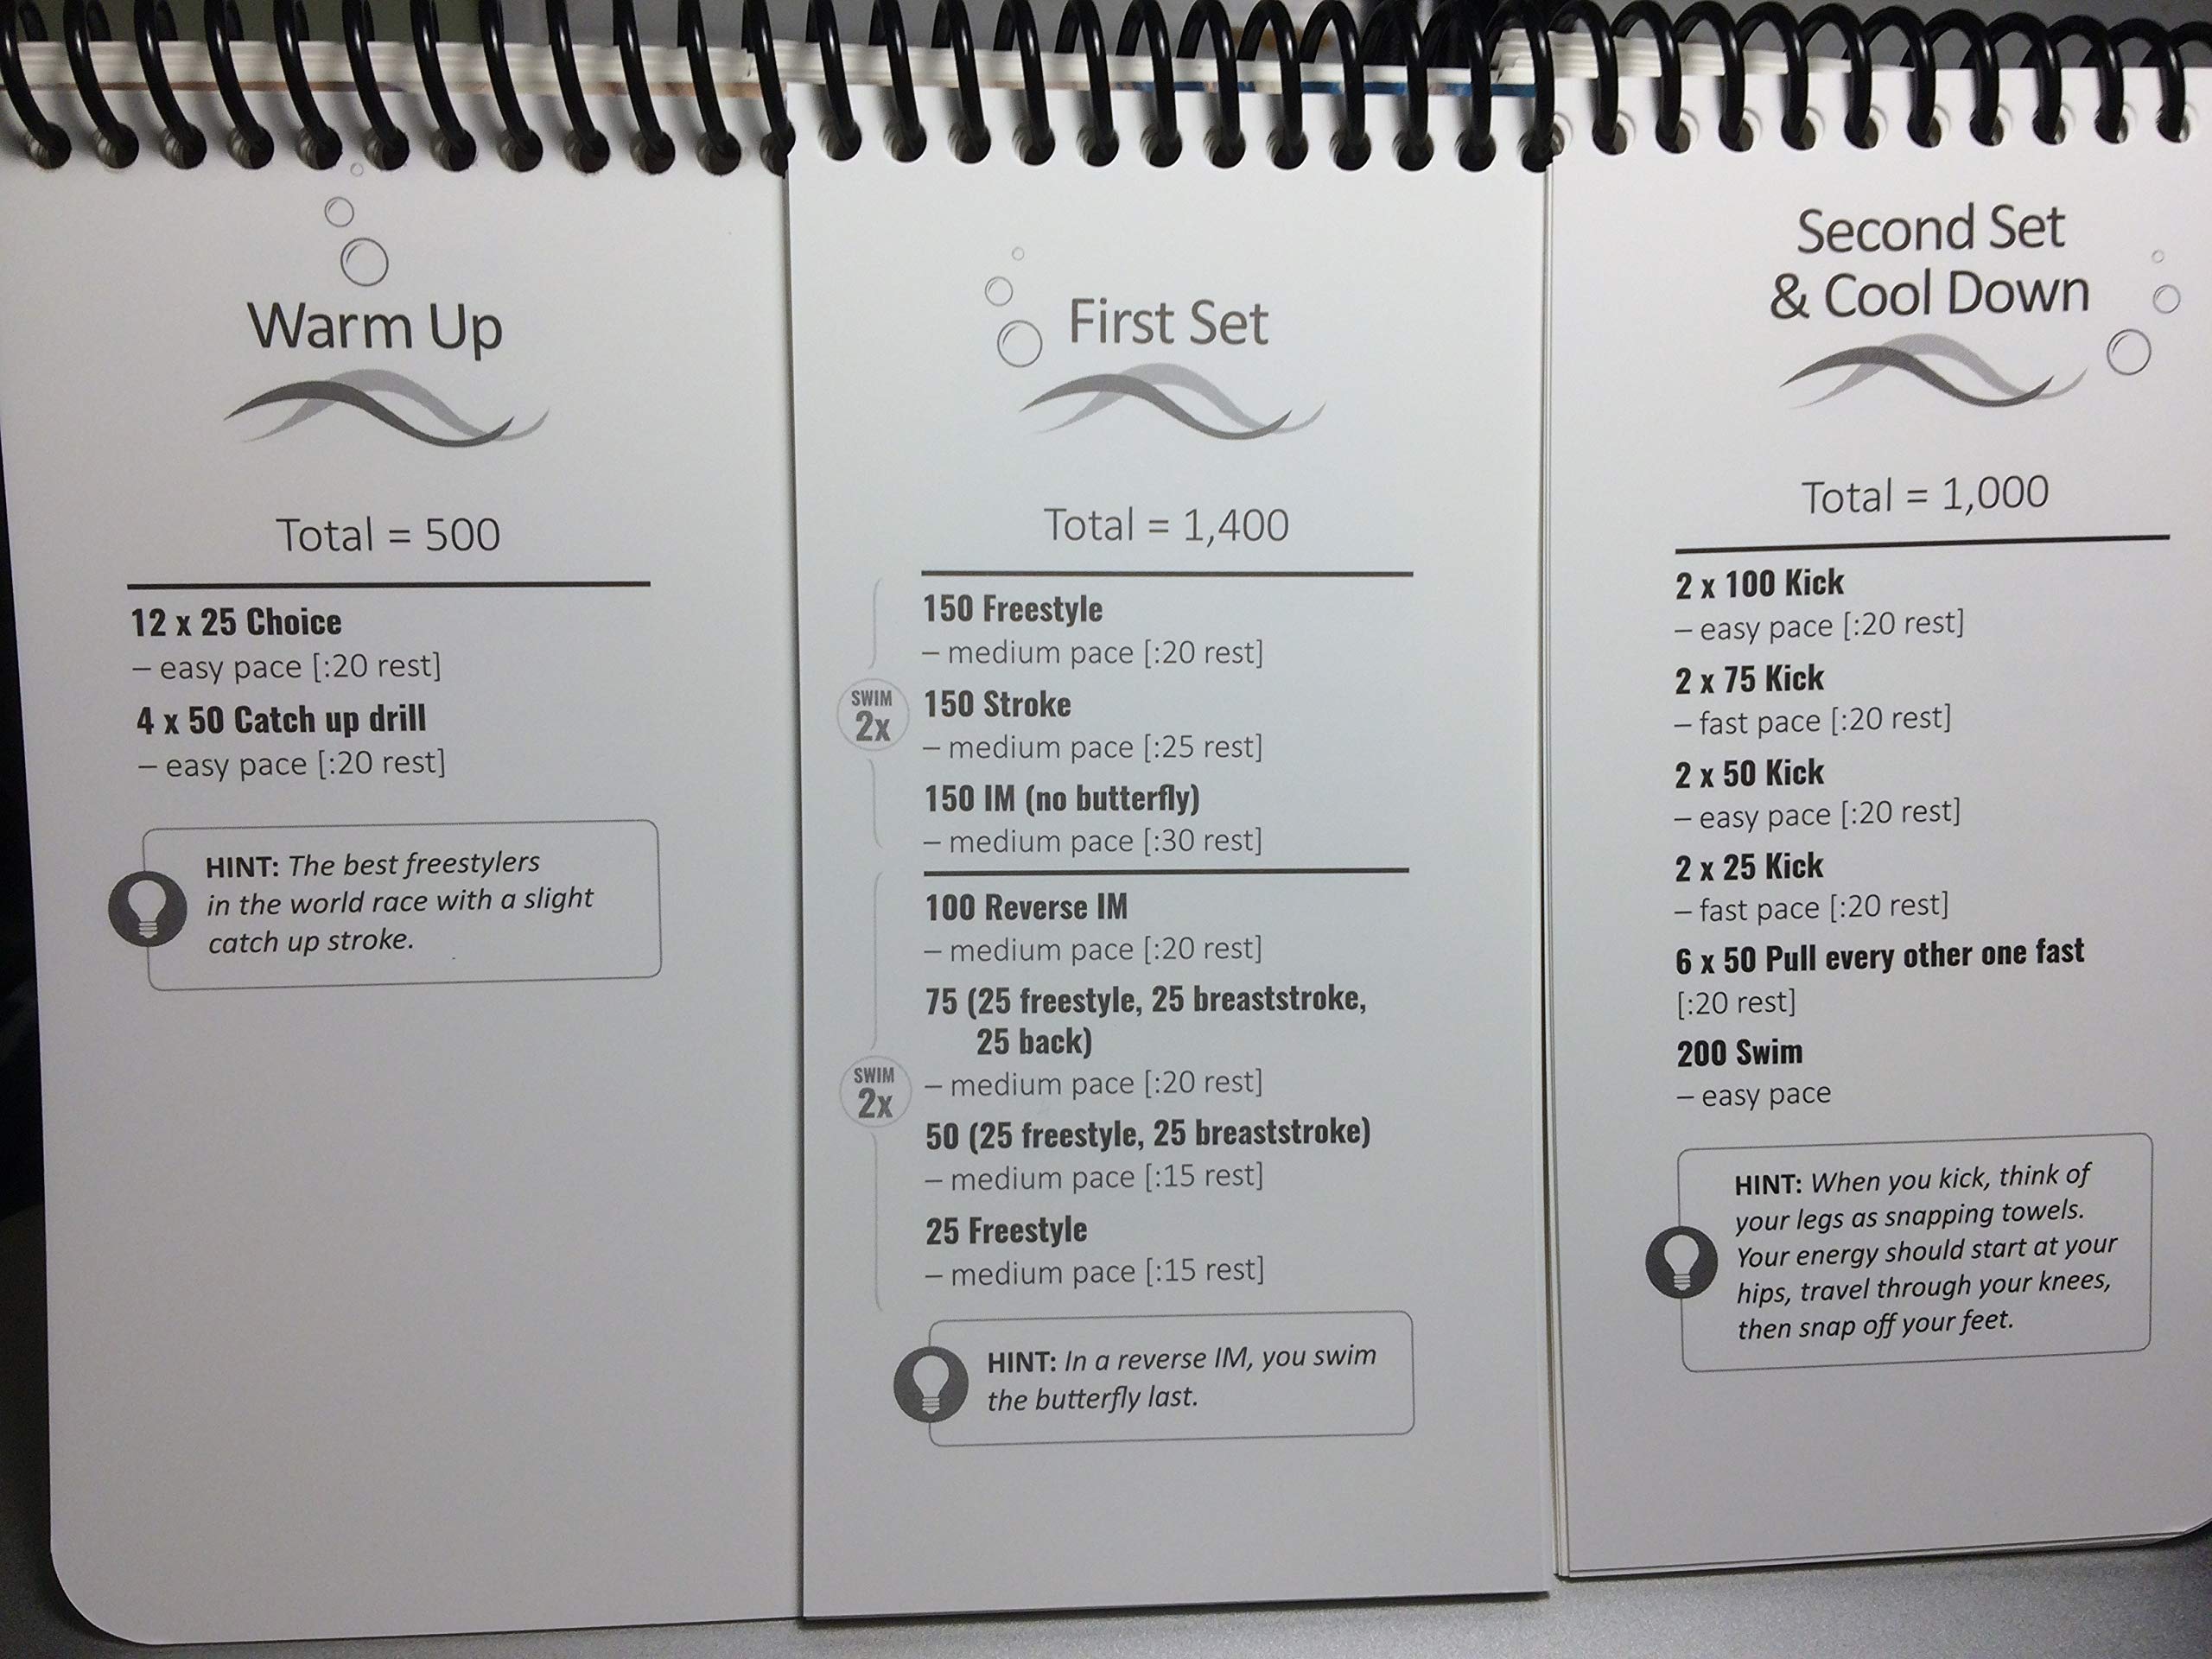 Warm Up
Total = 500
12 x 25 Choice
– easy pace [:20 rest]
4 x 50 Catch up drill
– easy pace [:20 rest]
HINT: The best freestylers
in the world race with a slight
catch up stroke.
First Set
Total = 1,400
SWIM
2x
150 Freestyle
– medium pace [:20 rest]
150 Stroke
– medium pace [:25 rest]
150 IM (no butterfly)
– medium pace [:30 rest]
SWIM
2x
100 Reverse IM
– medium pace [:20 rest]
75 (25 freestyle, 25 breaststroke,
25 back)
– medium pace [:20 rest]
50 (25 freestyle, 25 breaststroke)
– medium pace [:15 rest]
25 Freestyle
– medium pace [:15 rest]
HINT: In a reverse IM, you swim
the butterfly last.
Second Set
& Cool Down
Total = 1,000
2 x 100 Kick
– easy pace [:20 rest]
2 x 75 Kick
– fast pace [:20 rest]
2 x 50 Kick
– easy pace [:20 rest]
2 x 25 Kick
– fast pace [:20 rest]
6 x 50 Pull every other one fast
[:20 rest]
200 Swim
– easy pace
HINT: When you kick, think of
your legs as snapping towels.
Your energy should start at your
hips, travel through your knees,
then snap off your feet.